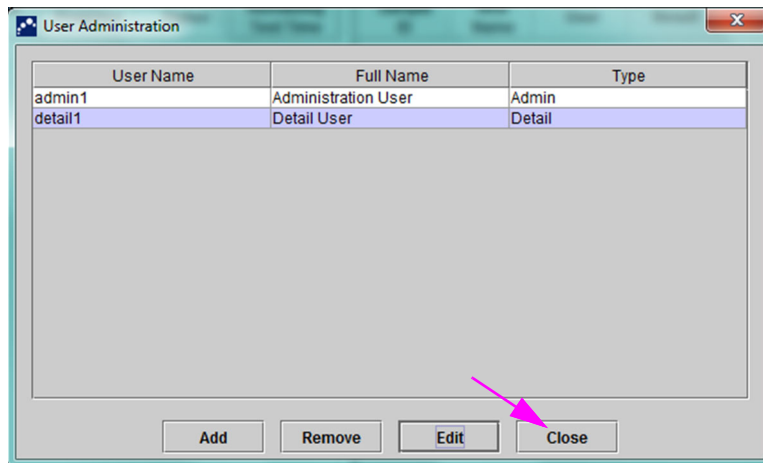 User Administration
User Name Full Name Type
admin1 Administration User Admin
detail1 Detail User Detail
Add Remove Edit Close